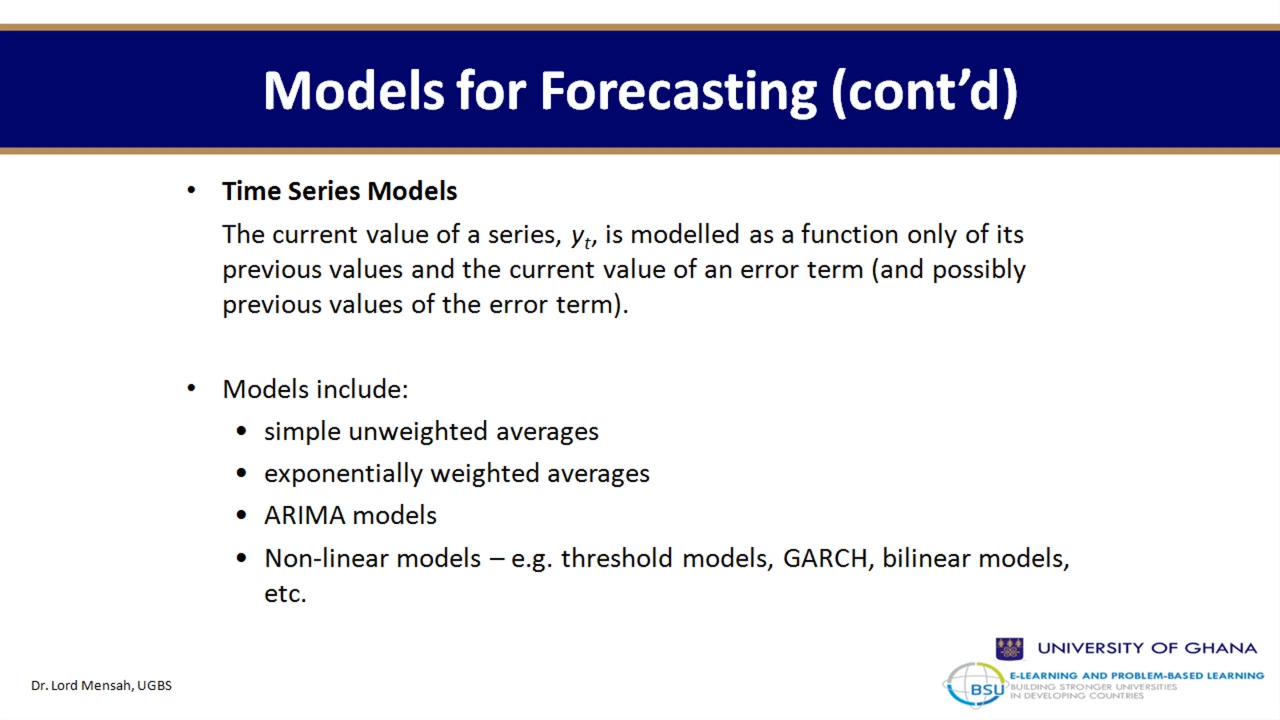 Models for Forecasting (cont’d)
• Time Series Models
The current value of a series, yt, is modelled as a function only of its
previous values and the current value of an error term (and possibly
previous values of the error term).
• Models include:
• simple unweighted averages
• exponentially weighted averages
• ARIMA models
• Non-linear models – e.g. threshold models, GARCH, bilinear models,
etc.
UNIVERSITY OF GHANA
BSU
E-LEARNING AND PROBLEM-BASED LEARNING
BUILDING STRONGER UNIVERSITIES
IN DEVELOPING COUNTRIES
Dr. Lord Mensah, UGBS